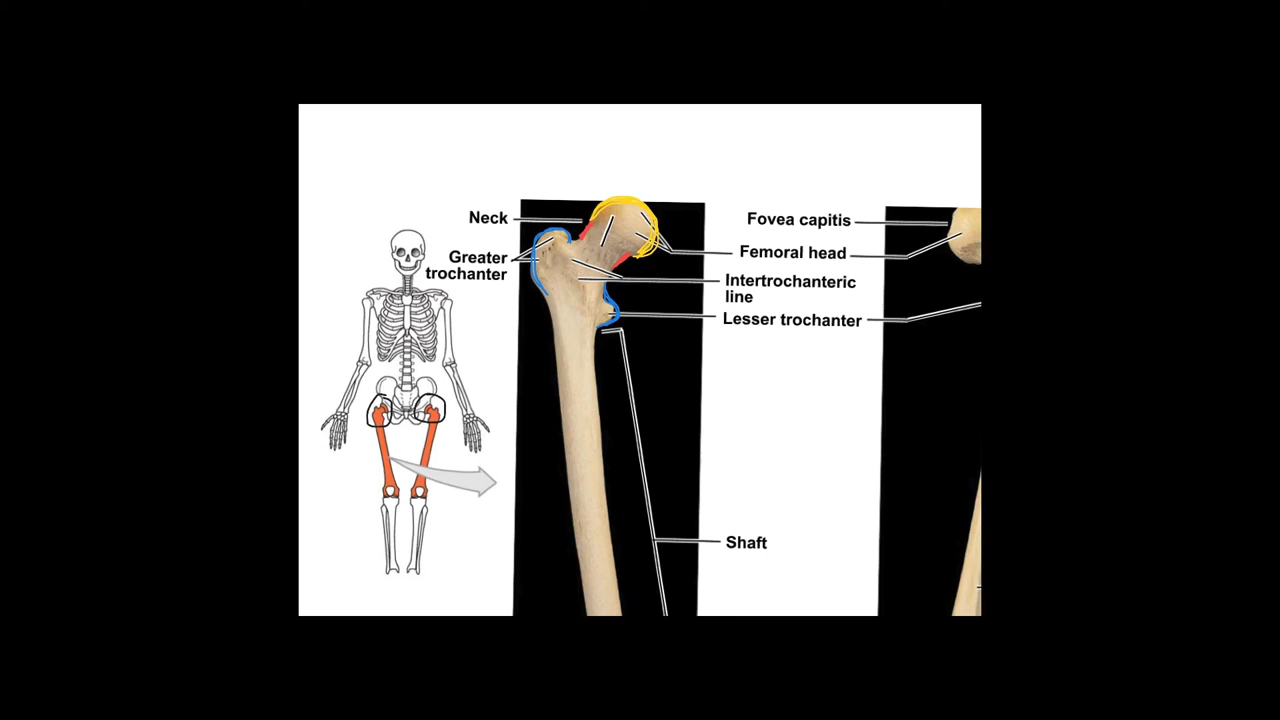 Neck
Greater
trochanter
Fovea capitis
Femoral head
Intertrochanteric
line
Lesser trochanter
Shaft